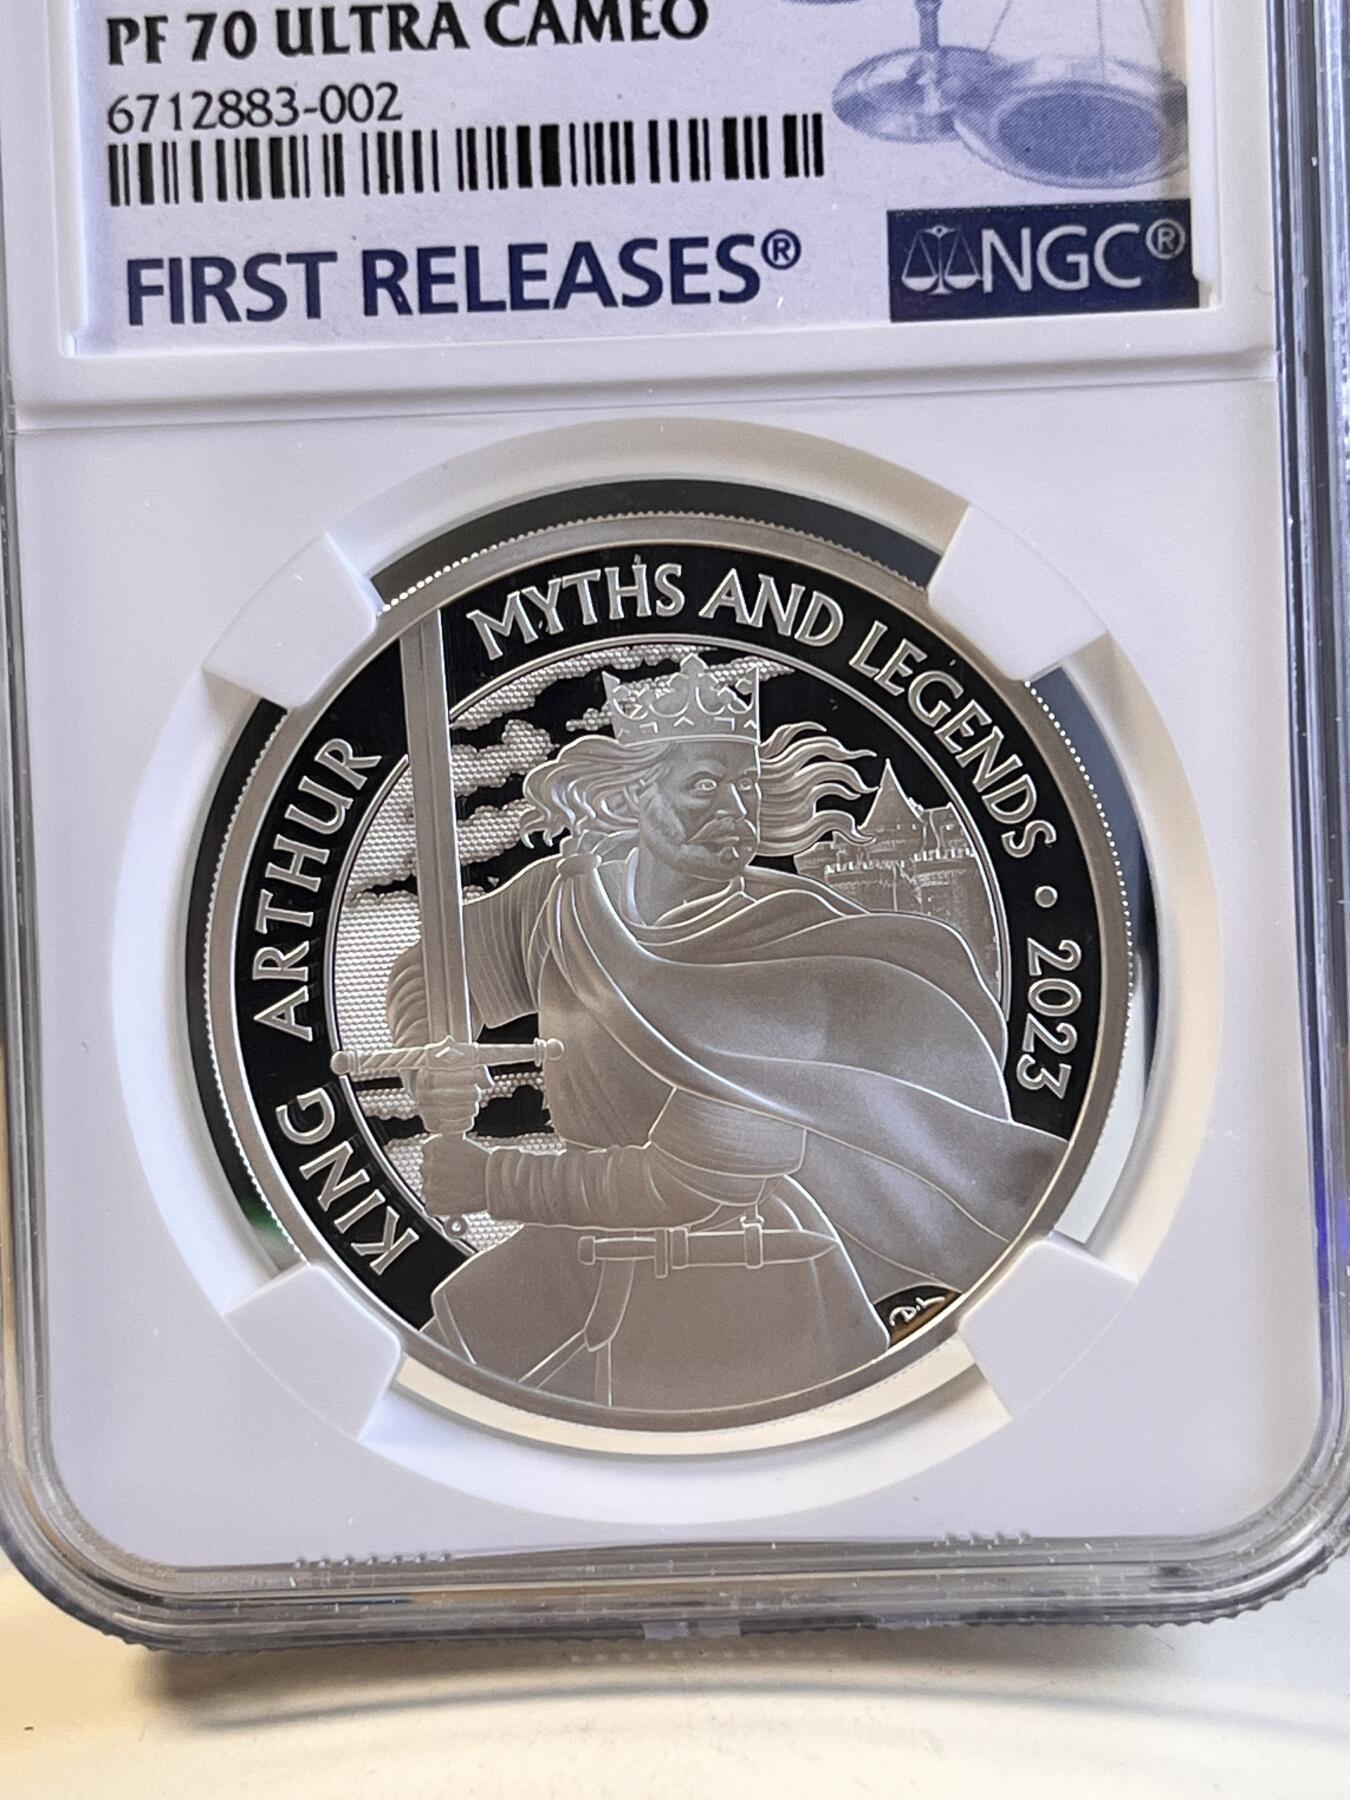 PF 70 ULTRA CAMEO
6712883-002
FIRST RELEASES®
NGC®
KING ARTHUR
MYTHS AND LEGENDS • 2023